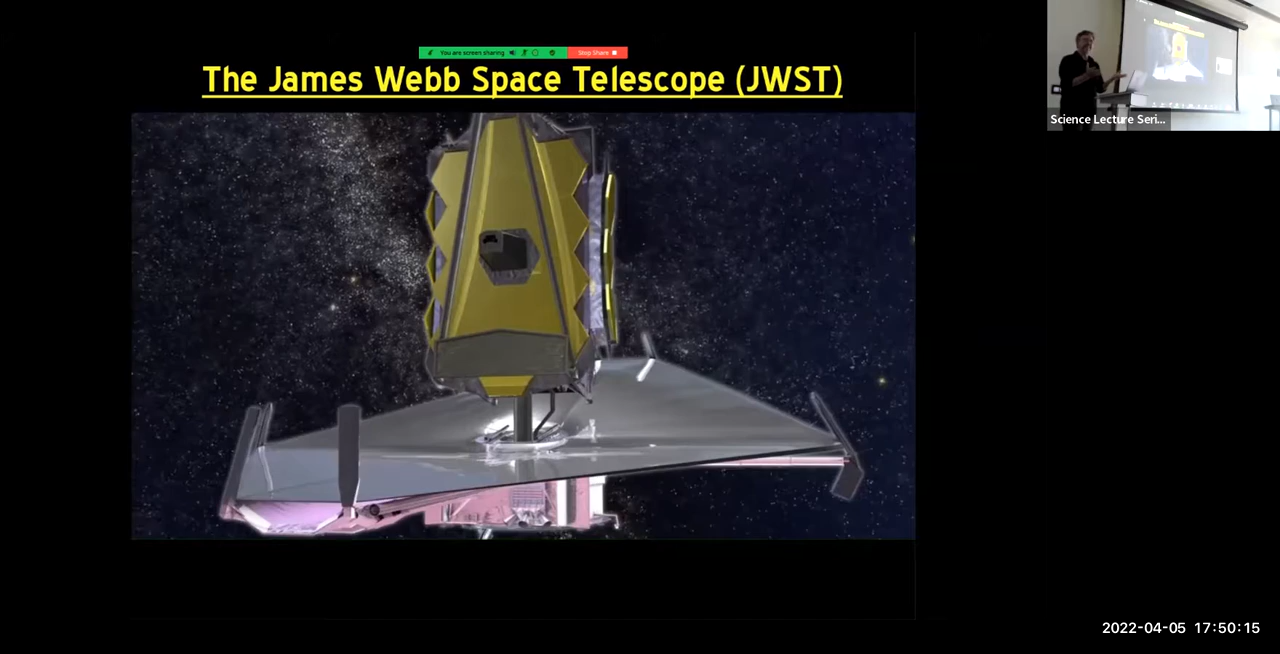 You are screen sharing
Stop Share
The James Webb Space Telescope (JWST)
Science Lecture Seri...
2022-04-05 17:50:15